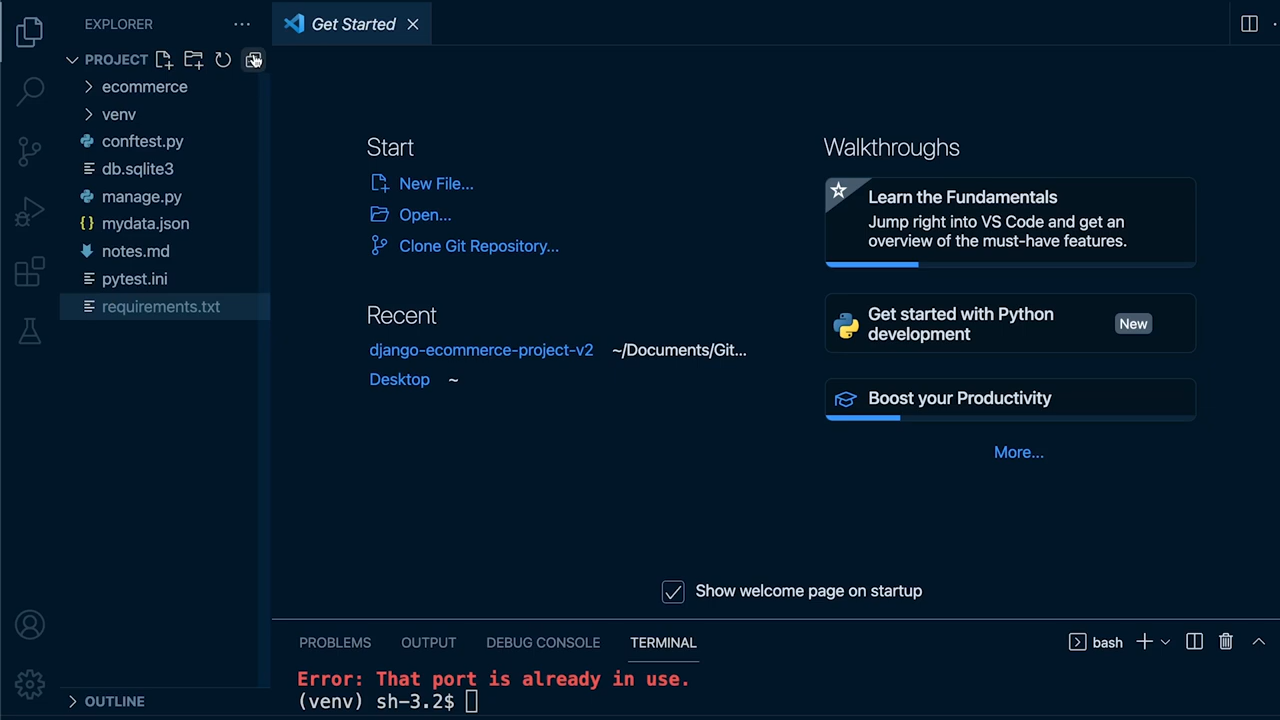 EXPLORER
Get Started
PROJECT
ecommerce
venv
conftest.py
db.sqlite3
manage.py
mydata.json
notes.md
pytest.ini
requirements.txt
OUTLINE
Start
New File...
Open...
Clone Git Repository...
Recent
django-ecommerce-project-v2 ~/Documents/Git...
Desktop ~
Walkthroughs
Learn the Fundamentals
Jump right into VS Code and get an
overview of the must-have features.
Get started with Python
development
New
Boost your Productivity
More...
Show welcome page on startup
PROBLEMS OUTPUT DEBUG CONSOLE TERMINAL
bash
Error: That port is already in use.
(venv) sh-3.2$